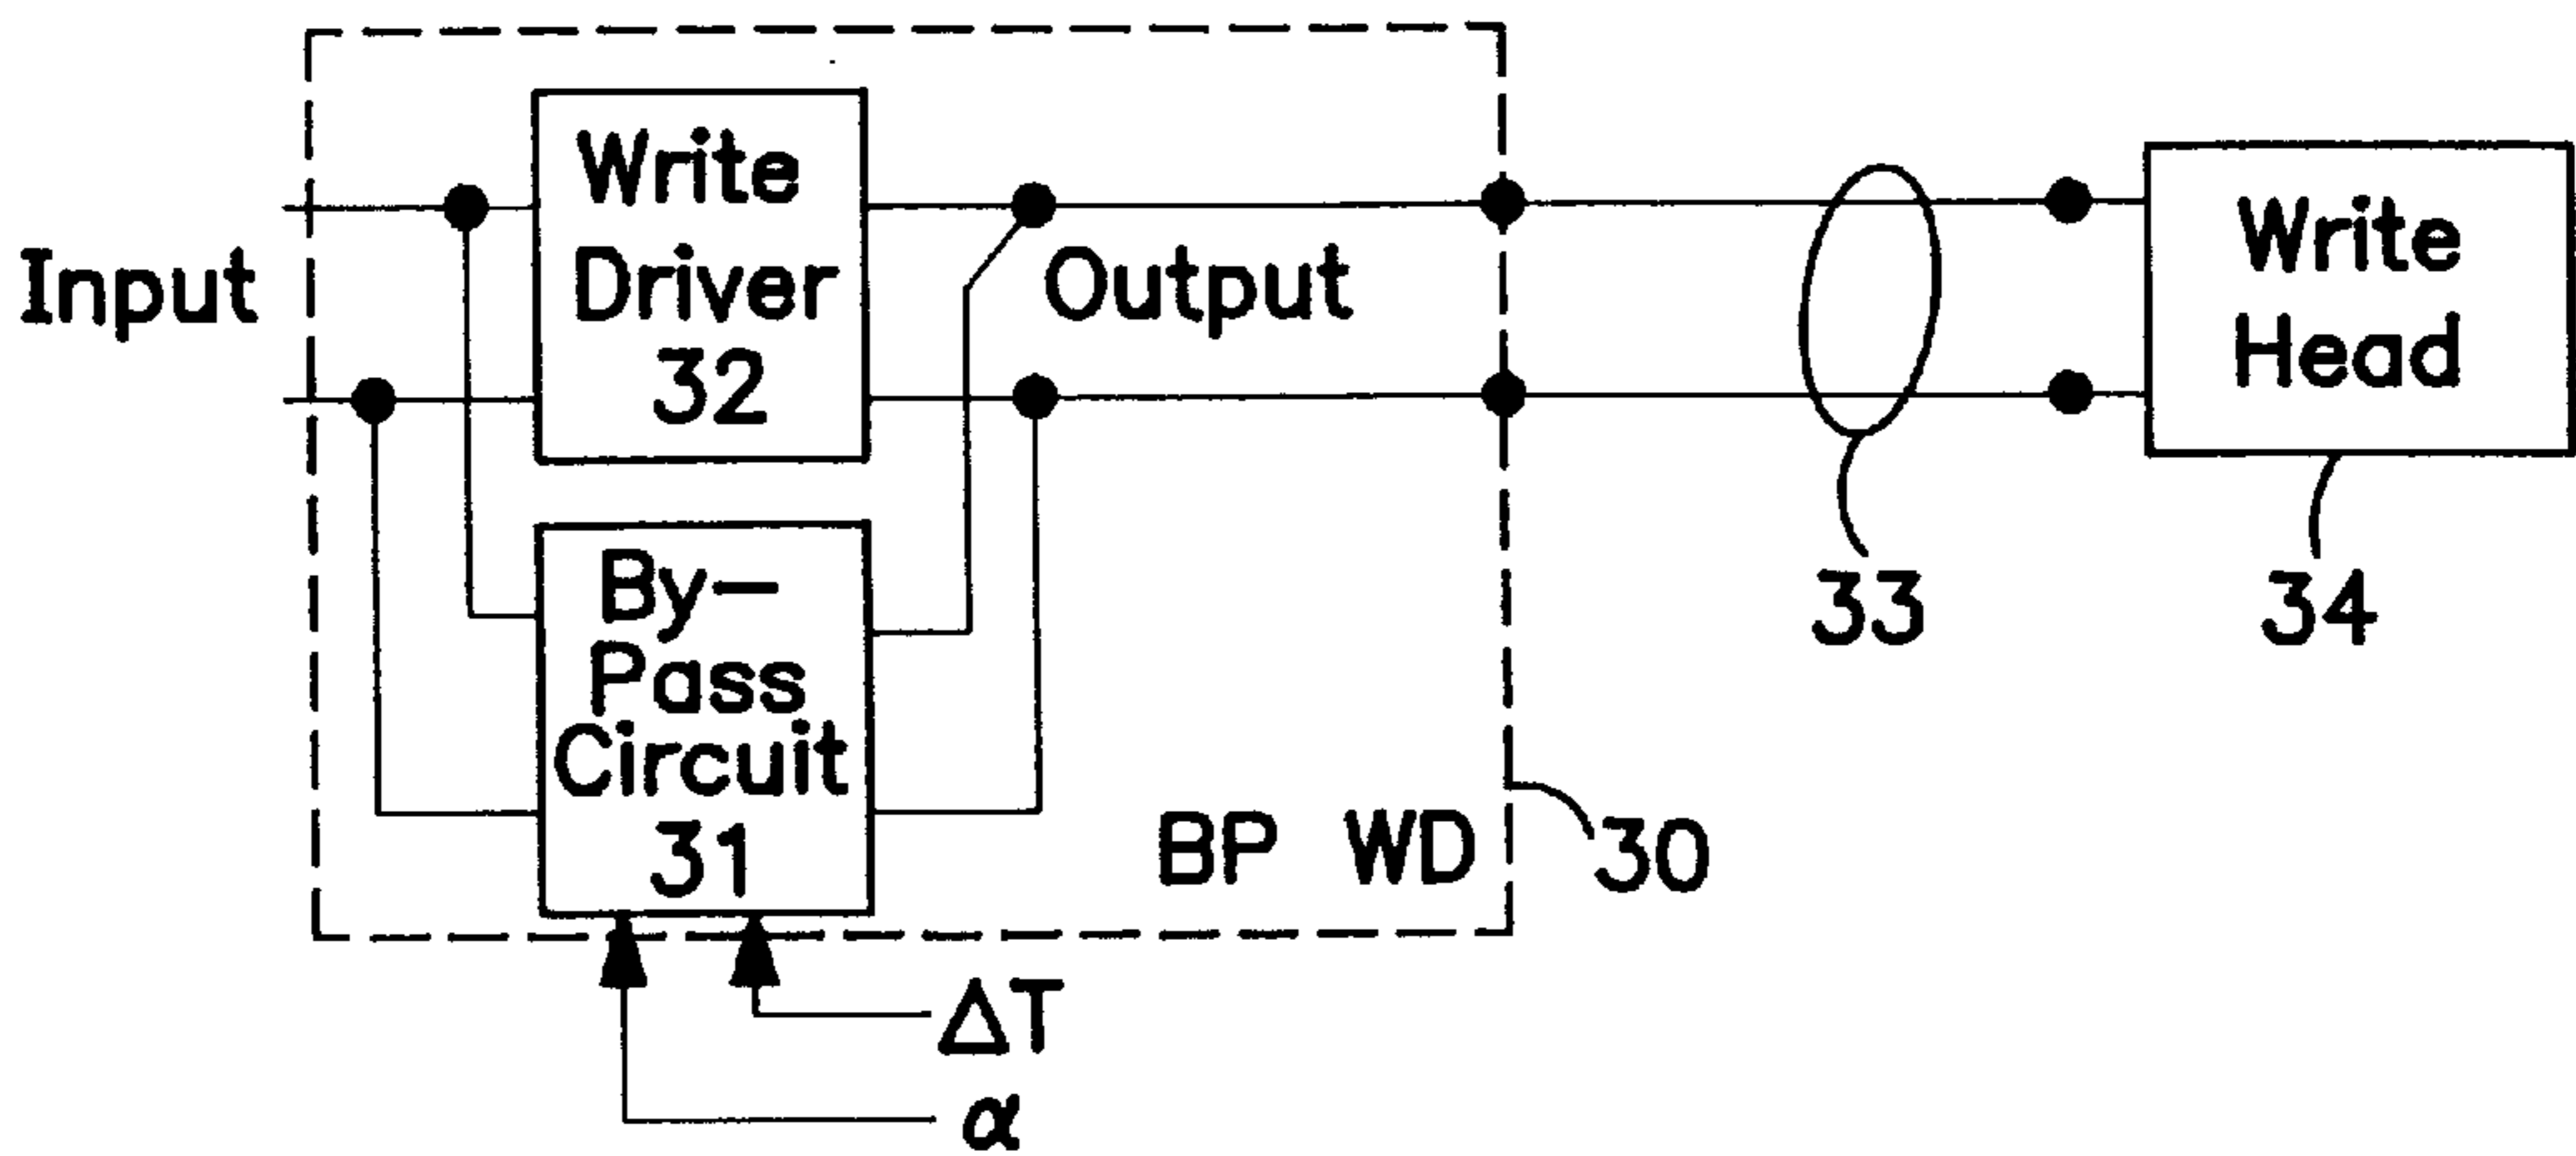 Input
Write
Driver
32
Output
Write
Head
By-
Pass
Circuit
31
BP WD
30
33
34
ΔT
α